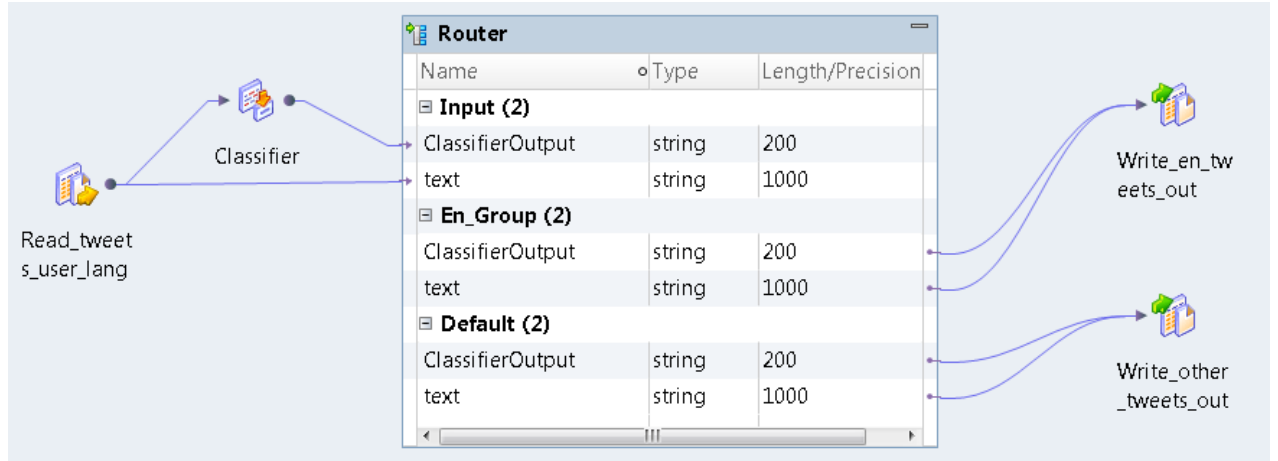 Router
Name Type Length/Precision
Input (2)
ClassifierOutput string 200
text string 1000
En_Group (2)
ClassifierOutput string 200
text string 1000
Default (2)
ClassifierOutput string 200
text string 1000
Classifier
Read_tweet
s_user_lang
Write_en_tw
eets_out
Write_other
_tweets_out